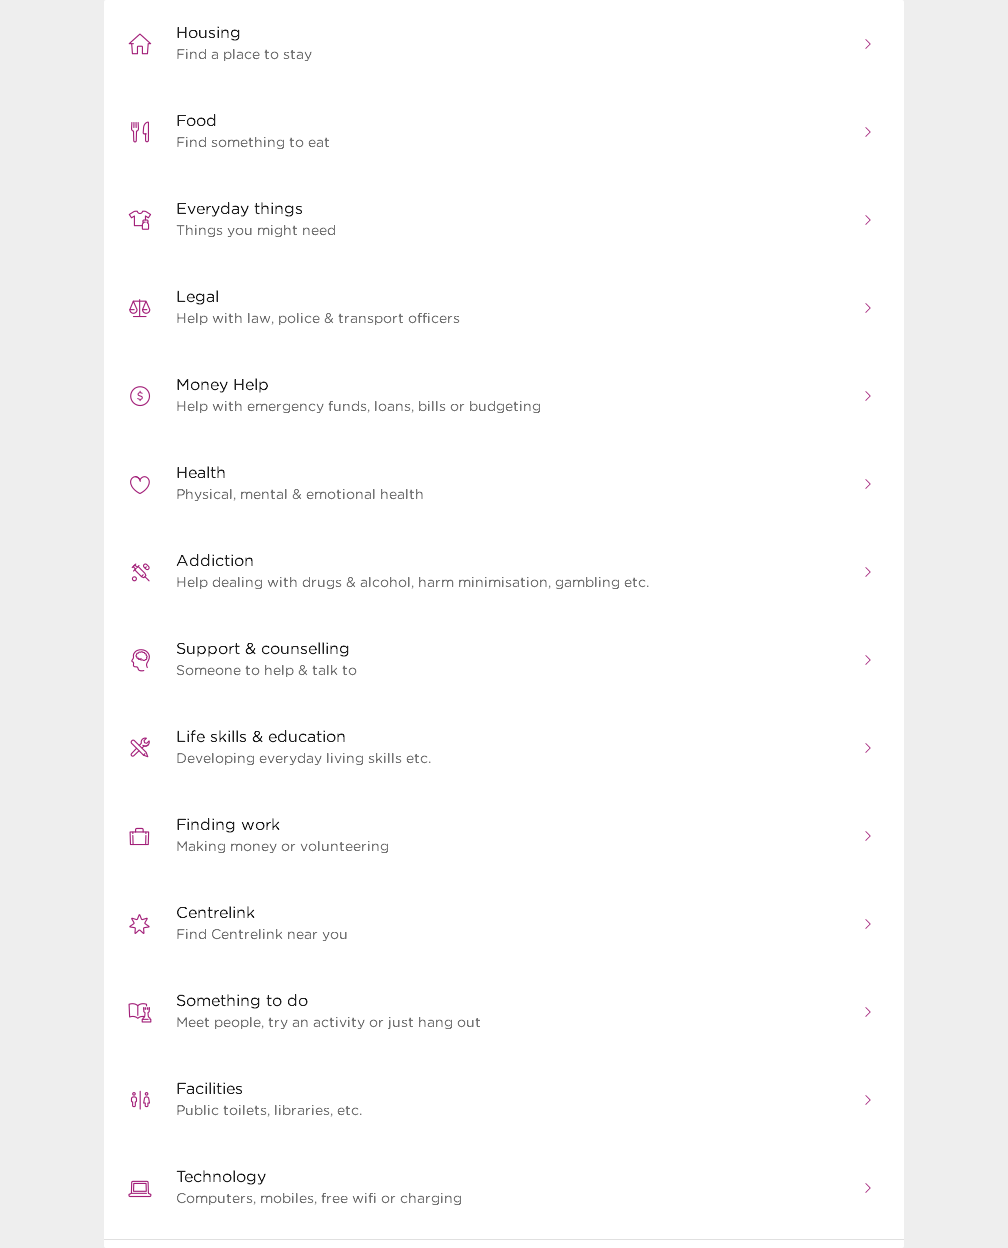 Housing
Find a place to stay
Food
Find something to eat
Everyday things
Things you might need
Legal
Help with law, police & transport officers
Money Help
Help with emergency funds, loans, bills or budgeting
Health
Physical, mental & emotional health
Addiction
Help dealing with drugs & alcohol, harm minimisation, gambling etc.
Support & counselling
Someone to help & talk to
Life skills & education
Developing everyday living skills etc.
Finding work
Making money or volunteering
Centrelink
Find Centrelink near you
Something to do
Meet people, try an activity or just hang out
Facilities
Public toilets, libraries, etc.
Technology
Computers, mobiles, free wifi or charging